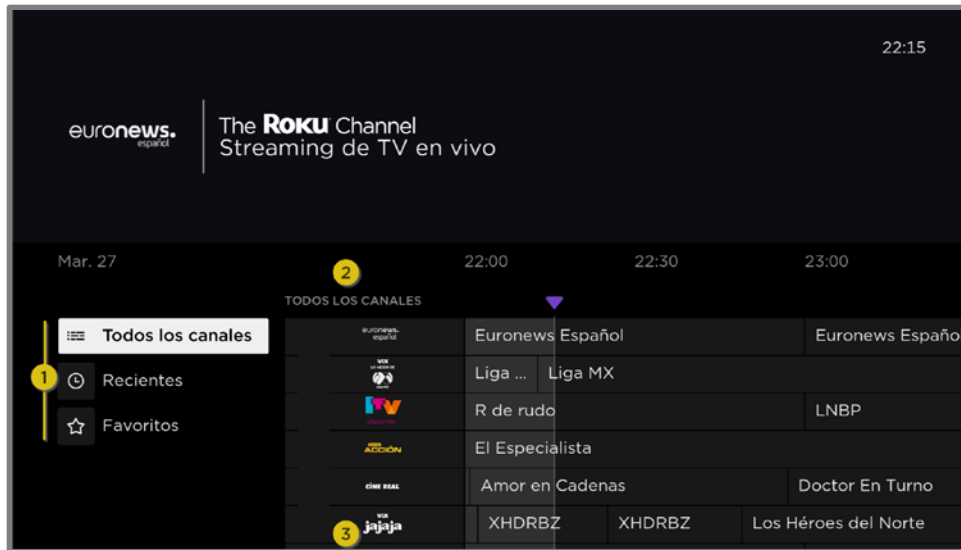 22:15
euronews.
español
The Roku Channel
Streaming de TV en vivo
Mar. 27
2
22:00
22:30
23:00
TODOS LOS CANALES
Todos los canales
euronews.
español
Euronews Español
Euronews Españo
1
Recientes
VIX
Liga ...
Liga MX
Favoritos
ITV
R de rudo
LNBP
ACCIÓN
El Especialista
CINE REAL
Amor en Cadenas
Doctor En Turno
3
VIX
jajaja
XHDRBZ
XHDRBZ
Los Héroes del Norte